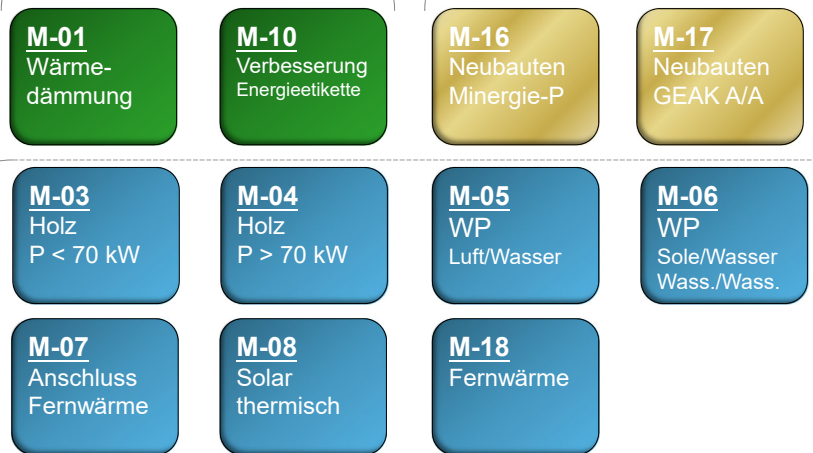 M-01
Wärme-
dämmung
M-10
Verbesserung
Energieetikette
M-16
Neubauten
Minergie-P
M-17
Neubauten
GEAK A/A
M-03
Holz
P < 70 kW
M-04
Holz
P > 70 kW
M-05
WP
Luft/Wasser
M-06
WP
Sole/Wasser
Wass./Wass.
M-07
Anschluss
Fernwärme
M-08
Solar
thermisch
M-18
Fernwärme